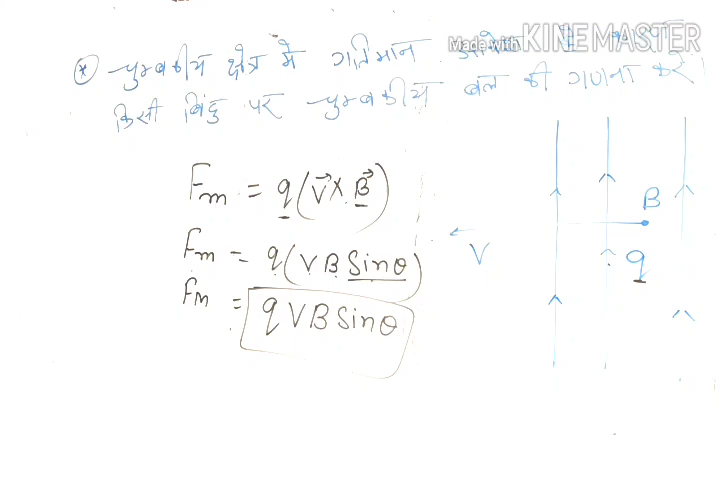 * चुम्बकीय क्षेत्र में गतिमान
Made with KINEMASTER
किसी बिंदु पर चुम्बकीय बल की गणना करें।
Fm = q(V⃗ × B⃗)
Fm = q(VB Sinθ)
Fm = qVB Sinθ
B
V
q